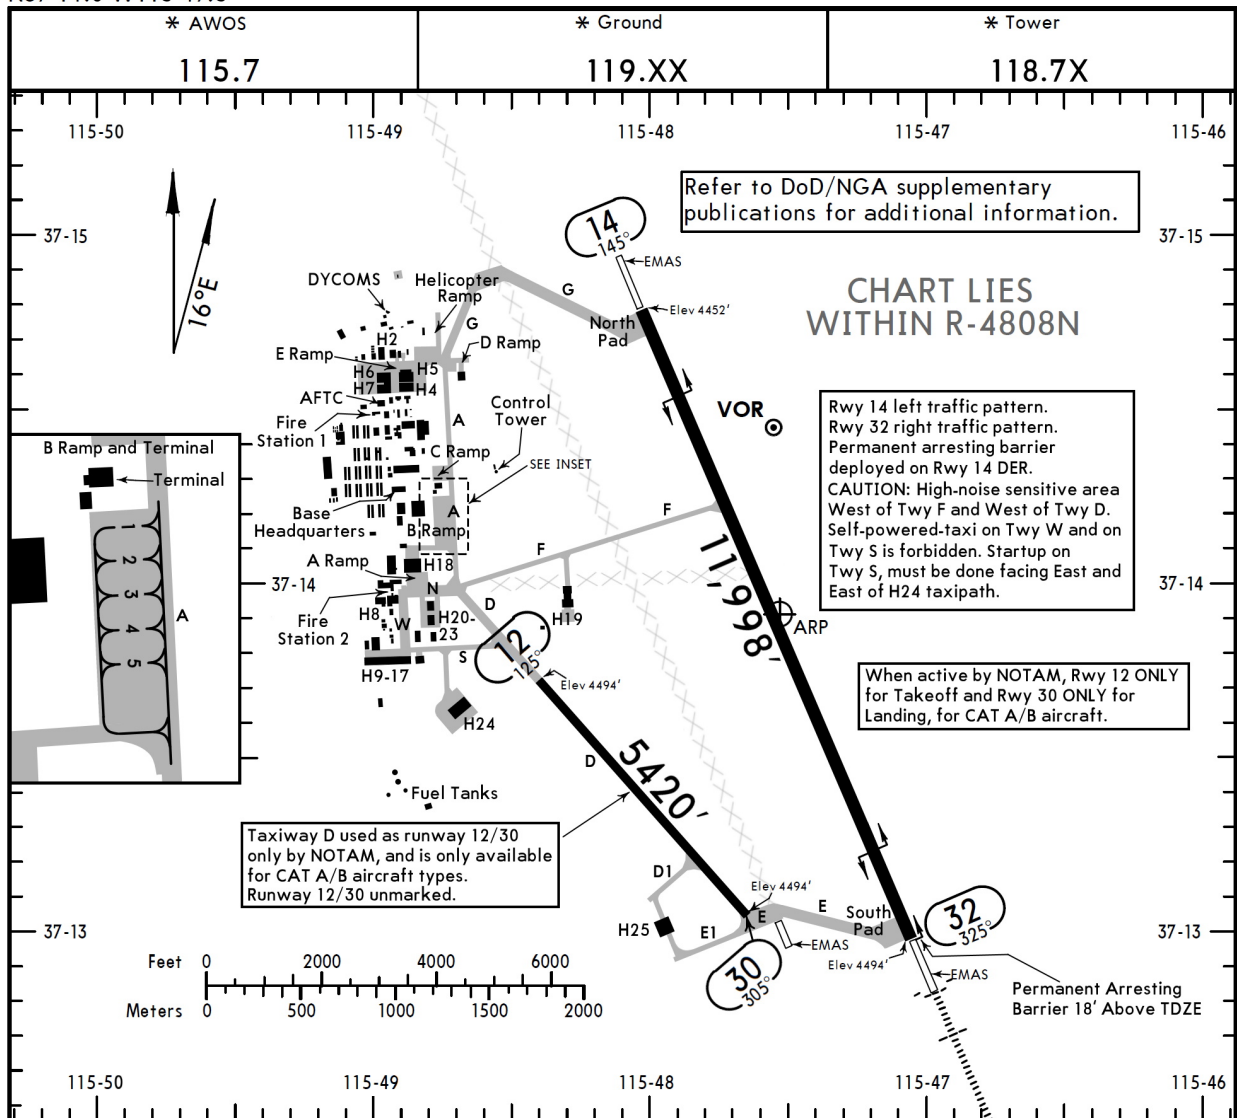 * AWOS
115.7
* Ground
119.XX
* Tower
118.7X
115-50
115-49
115-48
115-47
115-46
Refer to DoD/NGA supplementary
publications for additional information.
37-15
37-15
16°E
14
145°
EMAS
Elev 4452'
CHART LIES
WITHIN R-4808N
DYCOMS
Helicopter
Ramp
G
G
North
Pad
H2
D Ramp
E Ramp
H5
H6
H7
H4
AFTC
Fire
Station 1
A
Control
Tower
C Ramp
SEE INSET
VOR
Rwy 14 left traffic pattern.
Rwy 32 right traffic pattern.
Permanent arresting barrier
deployed on Rwy 14 DER.
CAUTION: High-noise sensitive area
West of Twy F and West of Twy D.
Self-powered-taxi on Twy W and on
Twy S is forbidden. Startup on
Twy S, must be done facing East and
East of H24 taxipath.
B Ramp and Terminal
Terminal
1
2
3
4
5
A
Base
Headquarters
B Ramp
A
F
F
11,998'
A Ramp
H18
37-14
37-14
N
D
H8
H20-
23
H19
ARP
Fire
Station 2
W
S
12
125°
Elev 4494'
H9-17
H24
When active by NOTAM, Rwy 12 ONLY
for Takeoff and Rwy 30 ONLY for
Landing, for CAT A/B aircraft.
D
5420'
Fuel Tanks
Taxiway D used as runway 12/30
only by NOTAM, and is only available
for CAT A/B aircraft types.
Runway 12/30 unmarked.
D1
Elev 4494'
H25
E1
E
E
South
Pad
32
325°
EMAS
Elev 4494'
EMAS
30
305°
37-13
37-13
Permanent Arresting
Barrier 18' Above TDZE
Feet 0 2000 4000 6000
Meters 0 500 1000 1500 2000
115-50
115-49
115-48
115-47
115-46